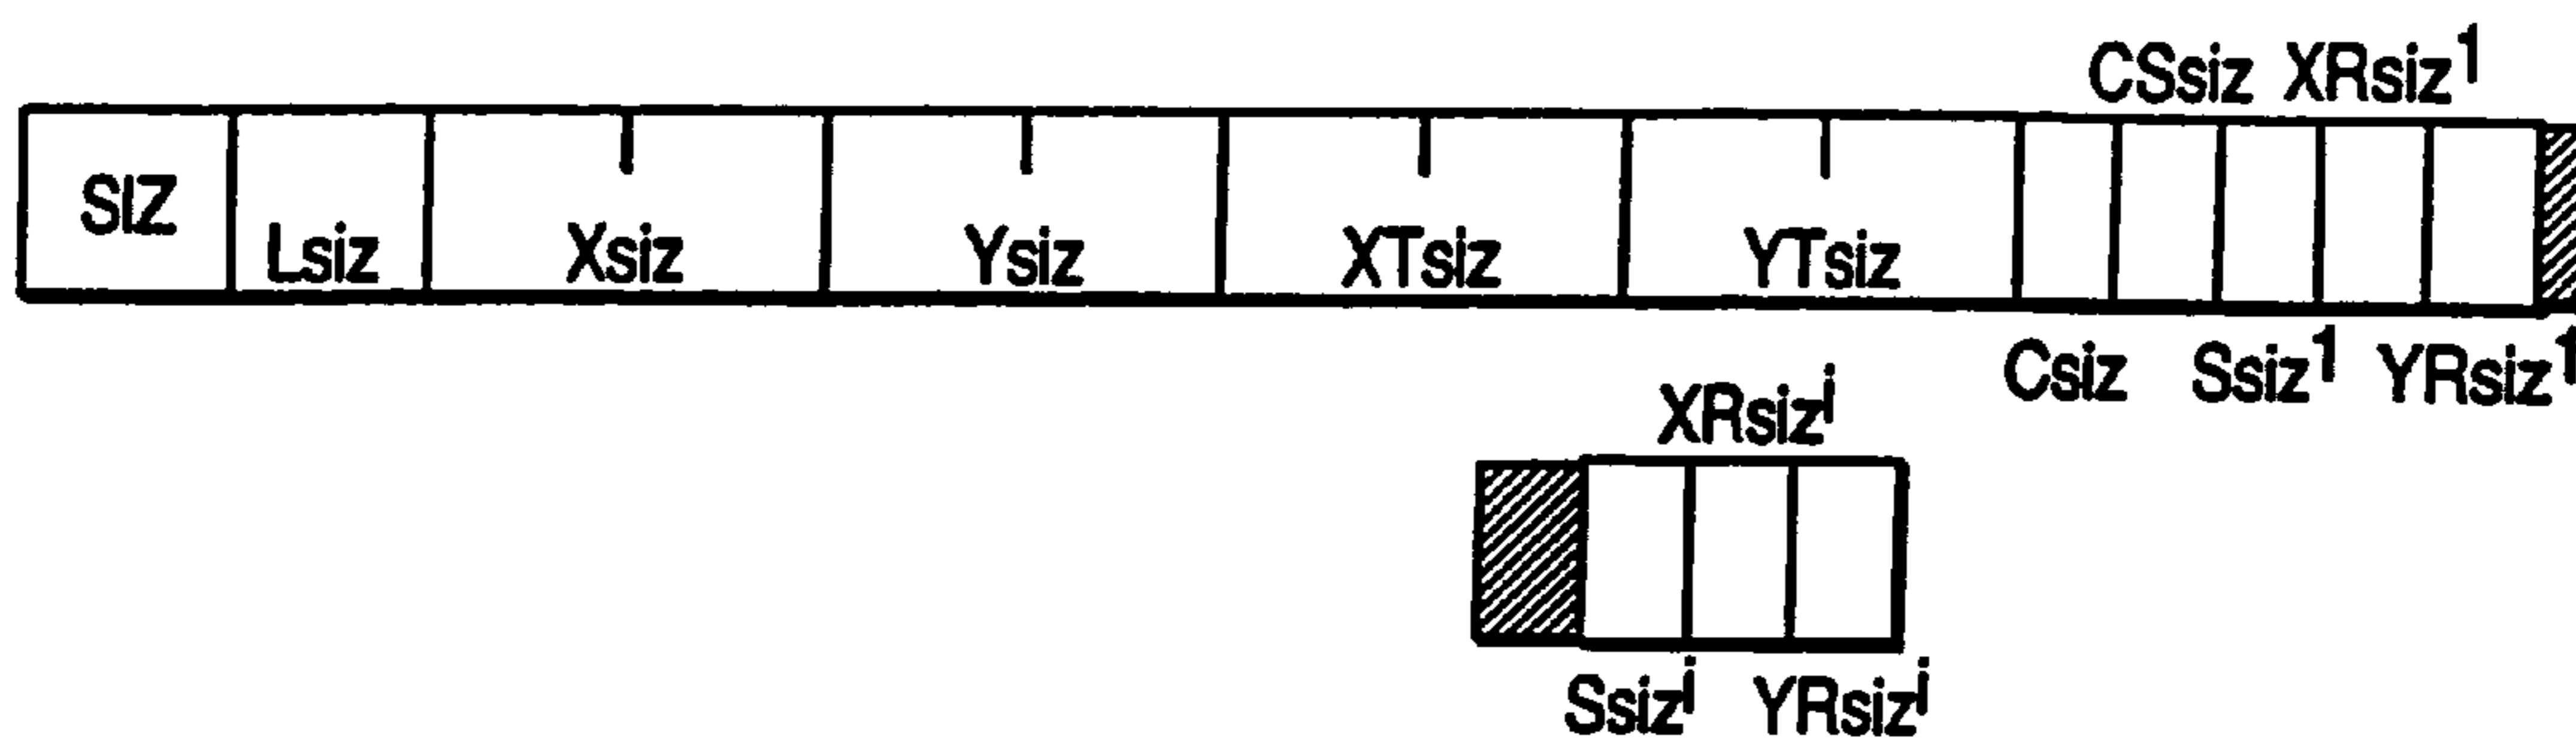 CSsiz XRsiz¹
SIZ Lsiz Xsiz Ysiz XTsiz YTsiz
Csiz Ssiz¹ YRsiz¹
XRsizⁱ
Ssizⁱ YRsizⁱ